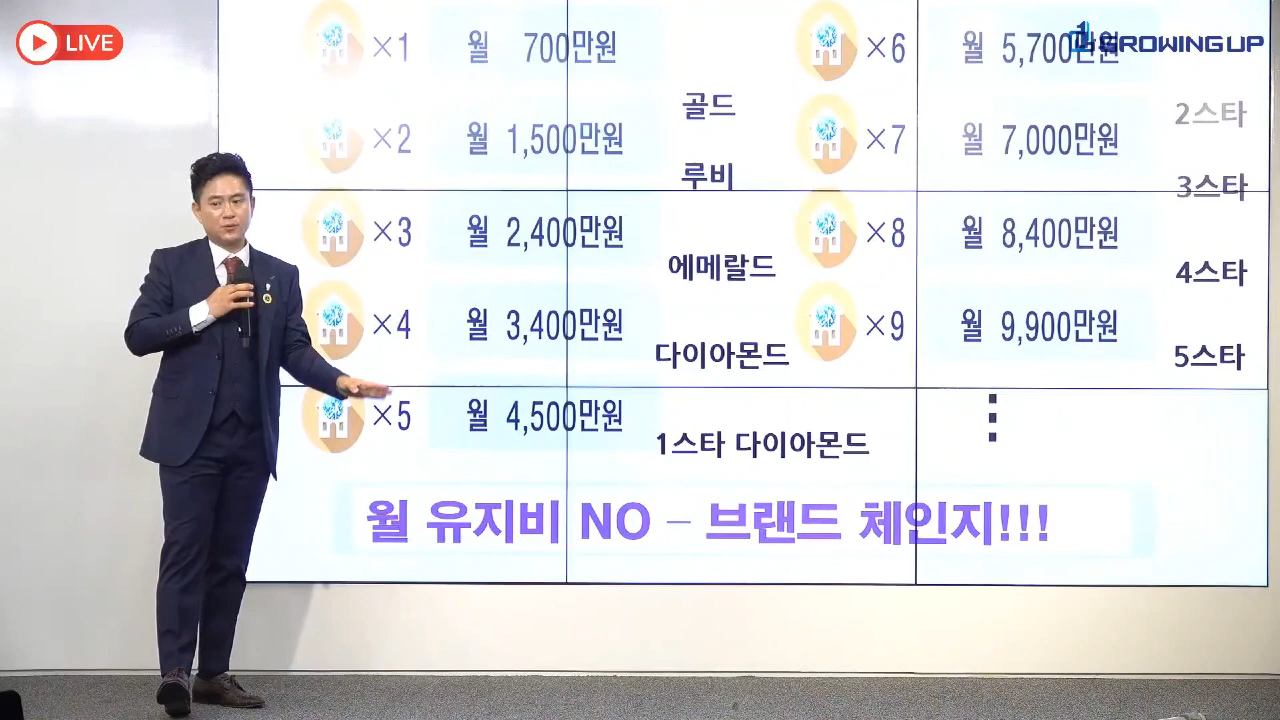 LIVE
GROWING UP
×1 월 700만원
골드
×2 월 1,500만원
루비
×3 월 2,400만원
에메랄드
×4 월 3,400만원
다이아몬드
×5 월 4,500만원
1스타 다이아몬드
×6 월 5,700만원
2스타
×7 월 7,000만원
3스타
×8 월 8,400만원
4스타
×9 월 9,900만원
5스타
월 유지비 NO – 브랜드 체인지!!!